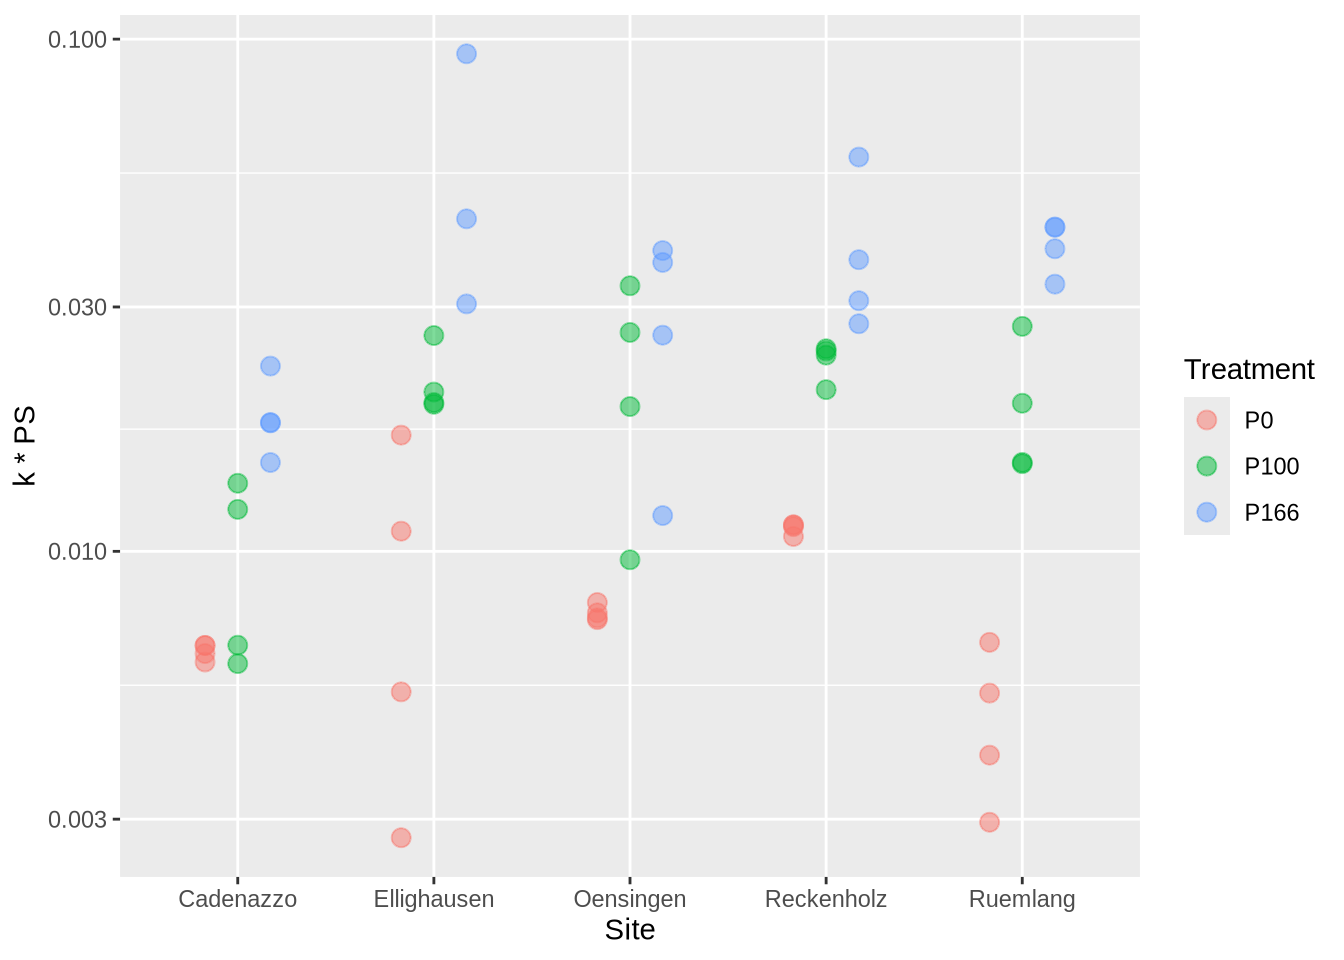 0.100
0.030
0.010
0.003
k * PS
Cadenazzo
Ellighausen
Oensingen
Reckenholz
Ruemlang
Site
Treatment
P0
P100
P166